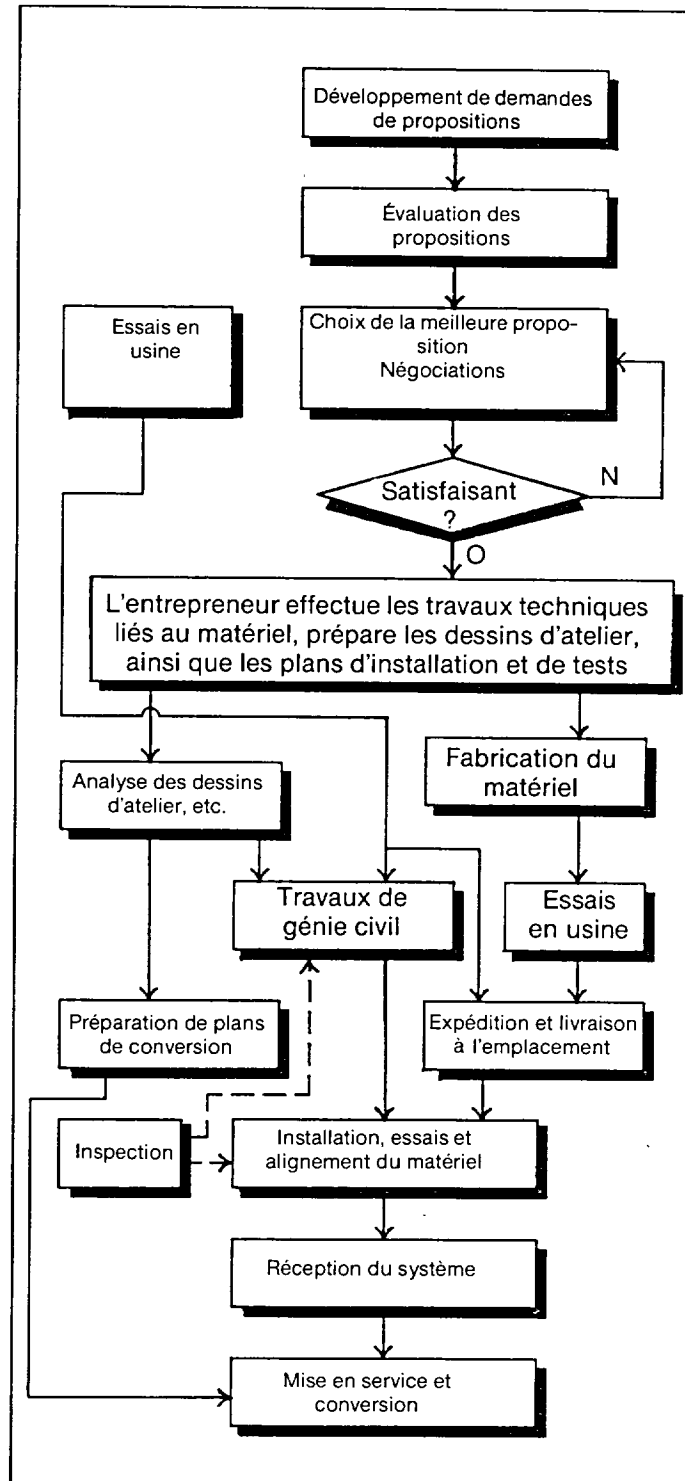 Développement de demandes
de propositions
Évaluation des
propositions
Essais en
usine
Choix de la meilleure propo-
sition
Négociations
Satisfaisant
?
N
O
L'entrepreneur effectue les travaux techniques
liés au matériel, prépare les dessins d'atelier,
ainsi que les plans d'installation et de tests
Analyse des dessins
d'atelier, etc.
Fabrication du
matériel
Travaux de
génie civil
Essais
en usine
Préparation de plans
de conversion
Expédition et livraison
à l'emplacement
Inspection
Installation, essais et
alignement du matériel
Réception du système
Mise en service et
conversion